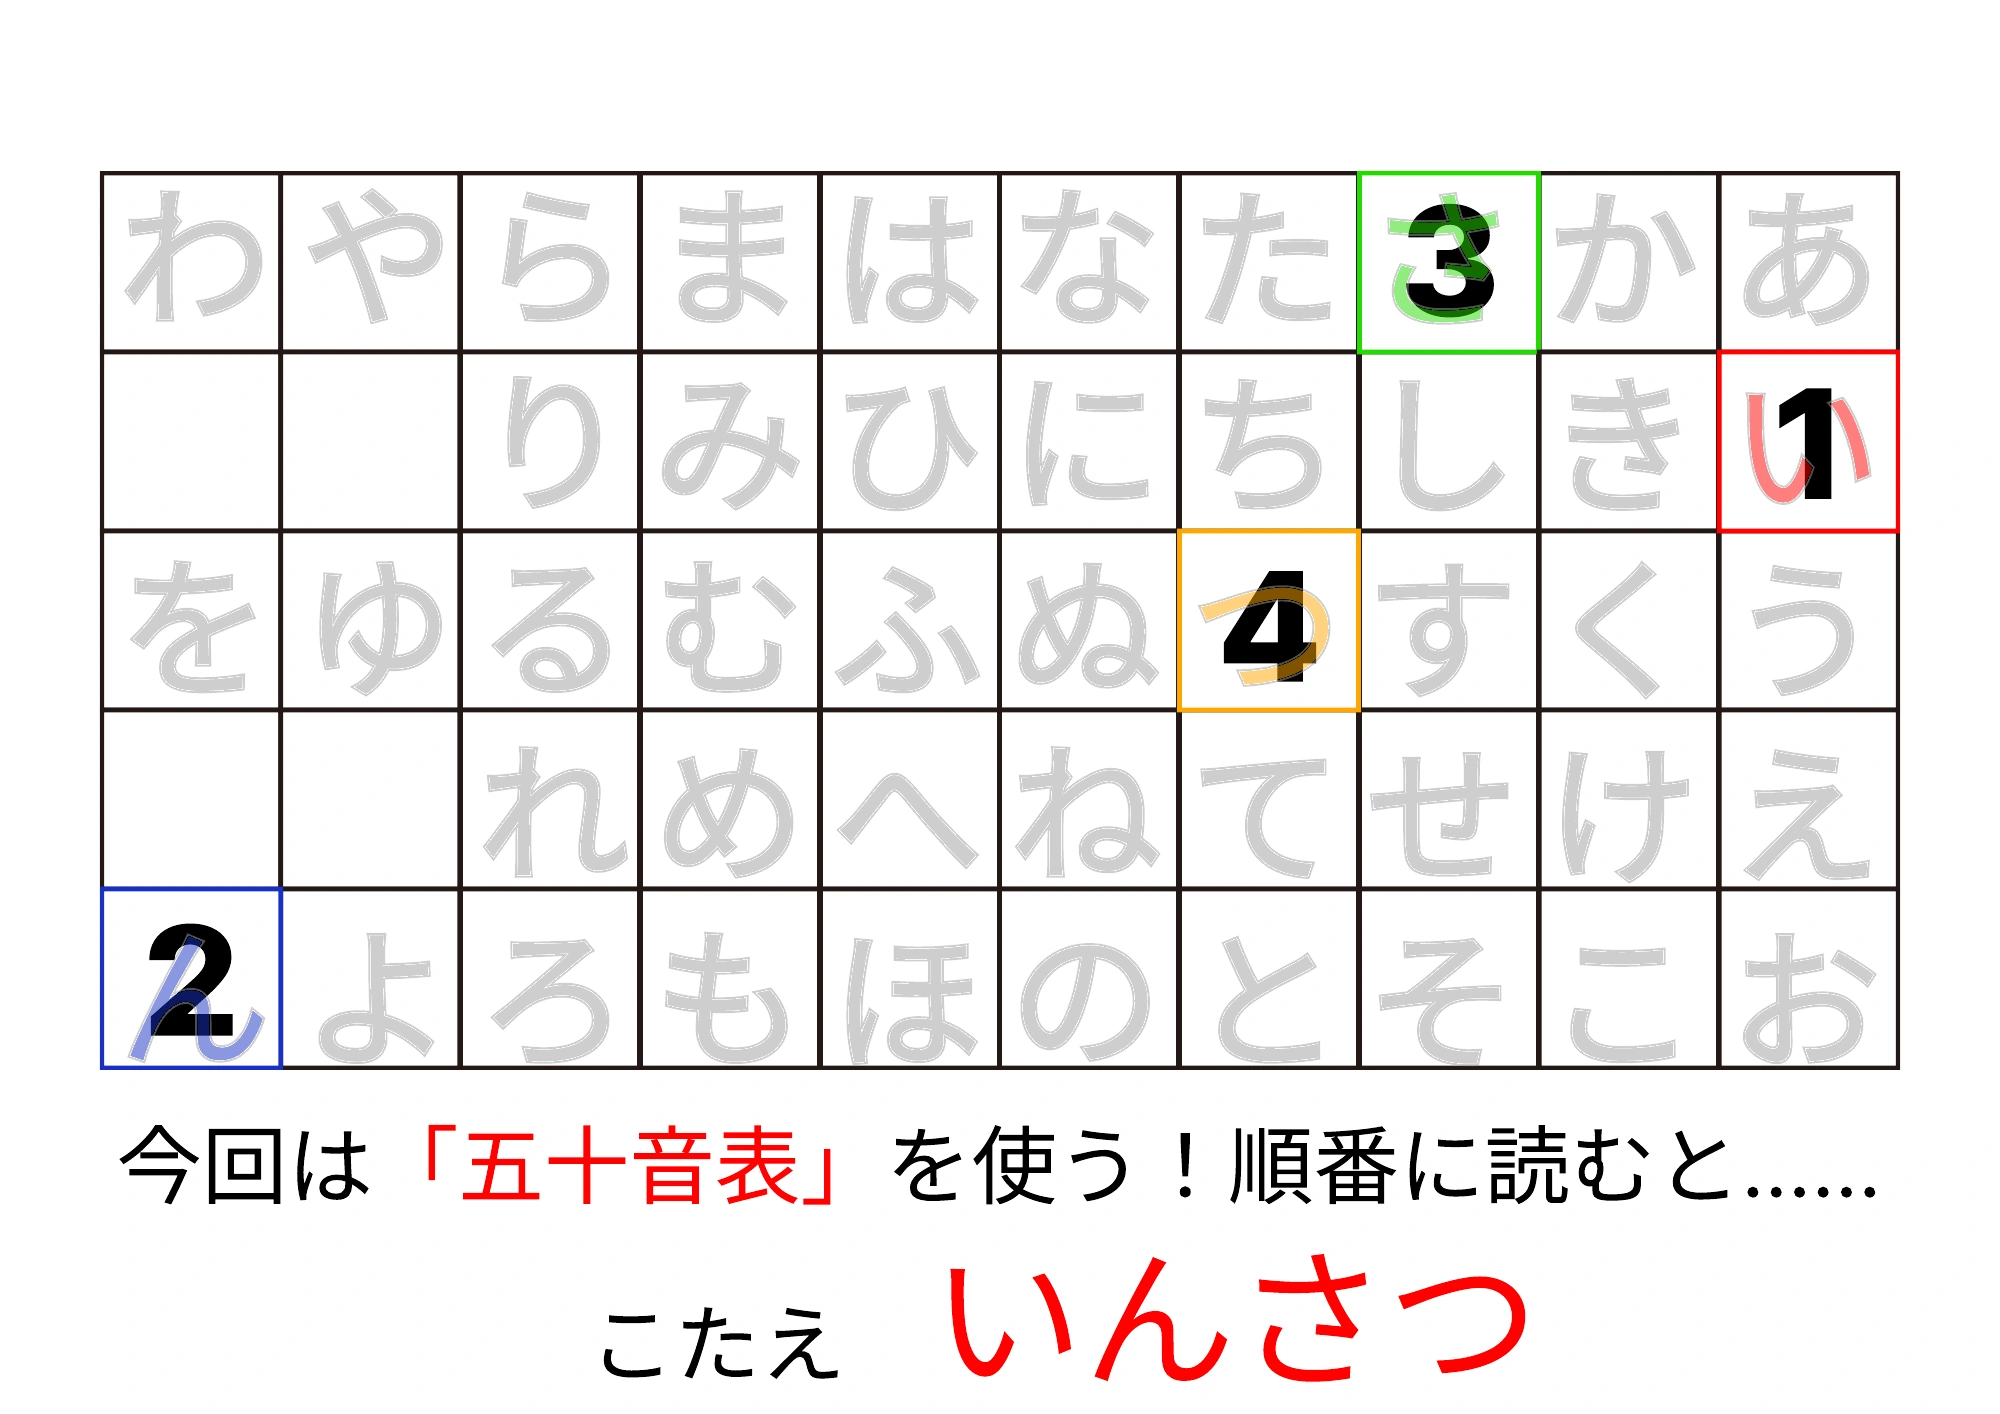 わ や ら ま は な た さ 3 か あ
り み ひ に ち し き い 1
を ゆ る む ふ ぬ つ 4 す く う
れ め へ ね て せ け え
ん 2 よ ろ も ほ の と そ こ お
今回は「五十音表」を使う！順番に読むと……
こたえ いんさつ